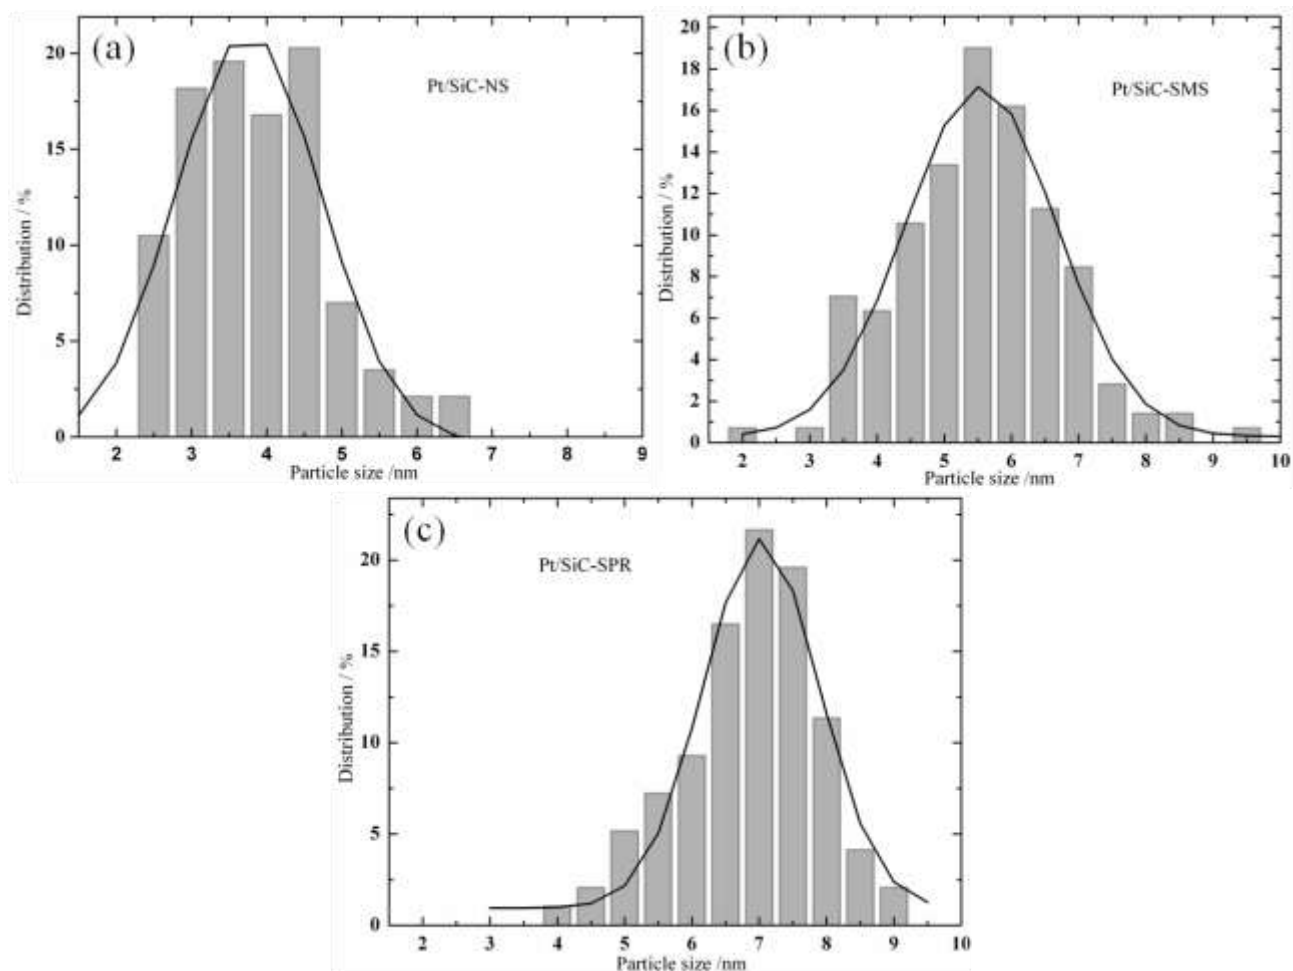 (a)
Pt/SiC-NS
Distribution / %
20
15
10
5
0
2 3 4 5 6 7 8 9
Particle size /nm
(b)
Pt/SiC-SMS
Distribution / %
20
18
16
14
12
10
8
6
4
2
0
2 3 4 5 6 7 8 9 10
Particle size /nm
(c)
Pt/SiC-SPR
Distribution / %
20
15
10
5
0
2 3 4 5 6 7 8 9 10
Particle size /nm